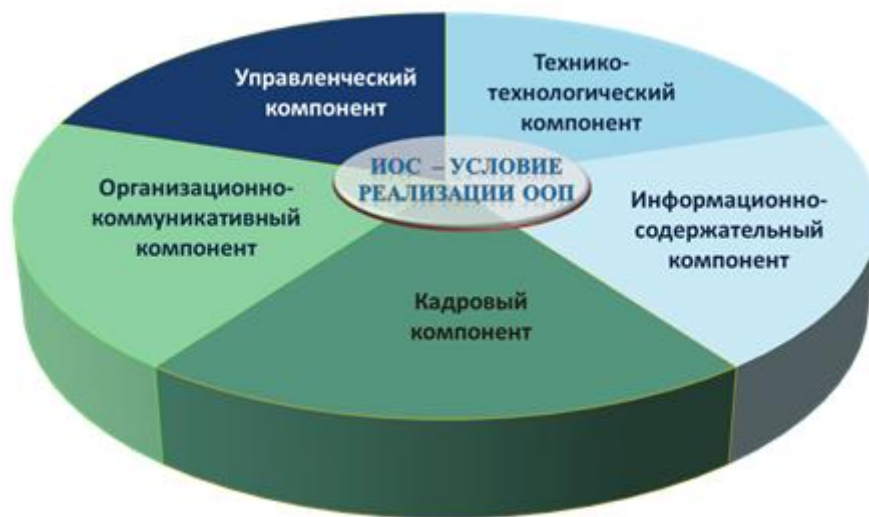 Управленческий
компонент
Технико-
технологический
компонент
ИОС – УСЛОВИЕ
РЕАЛИЗАЦИИ ООП
Организационно-
коммуникативный
компонент
Информационно-
содержательный
компонент
Кадровый
компонент